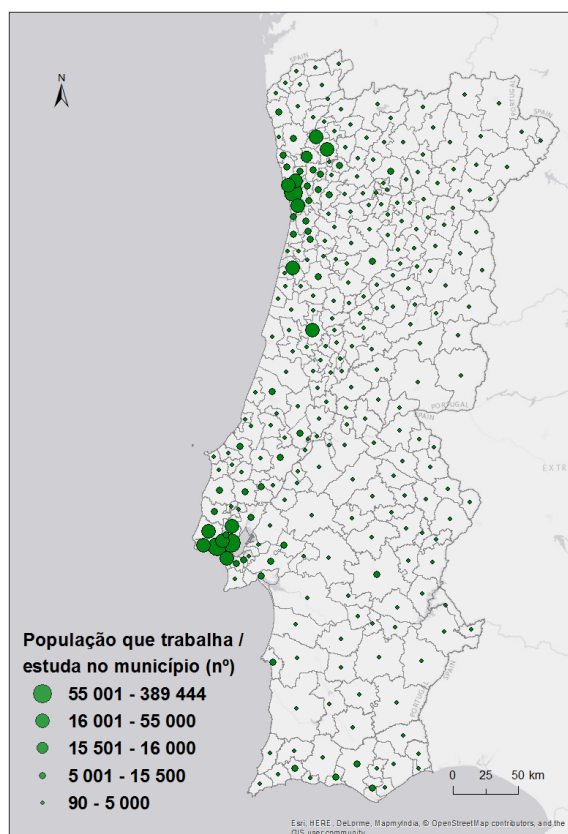 SPAIN
N
PORTUGAL
SPAIN
PORTUGAL
SPAIN
EXTR
PORTUGAL
SPAIN
População que trabalha /
estuda no município (nº)
55 001 - 389 444
16 001 - 55 000
15 501 - 16 000
5 001 - 15 500
90 - 5 000
0 25 50 km
Esri, HERE, DeLorme, MapmyIndia, © OpenStreetMap contributors, and the
GIS user community